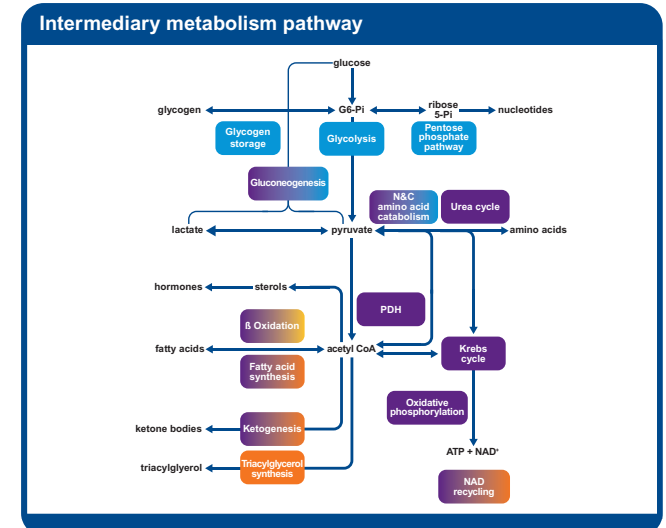 Intermediary metabolism pathway
glucose
glycogen
G6-Pi
ribose
5-Pi
nucleotides
Glycogen
storage
Glycolysis
Pentose
phosphate
pathway
Gluconeogenesis
N&C
amino acid
catabolism
Urea cycle
lactate
pyruvate
amino acids
hormones
sterols
PDH
ß Oxidation
fatty acids
acetyl CoA
Krebs
cycle
Fatty acid
synthesis
Oxidative
phosphorylation
ketone bodies
Ketogenesis
ATP + NAD⁺
triacylglyerol
Triacylglycerol
synthesis
NAD
recycling